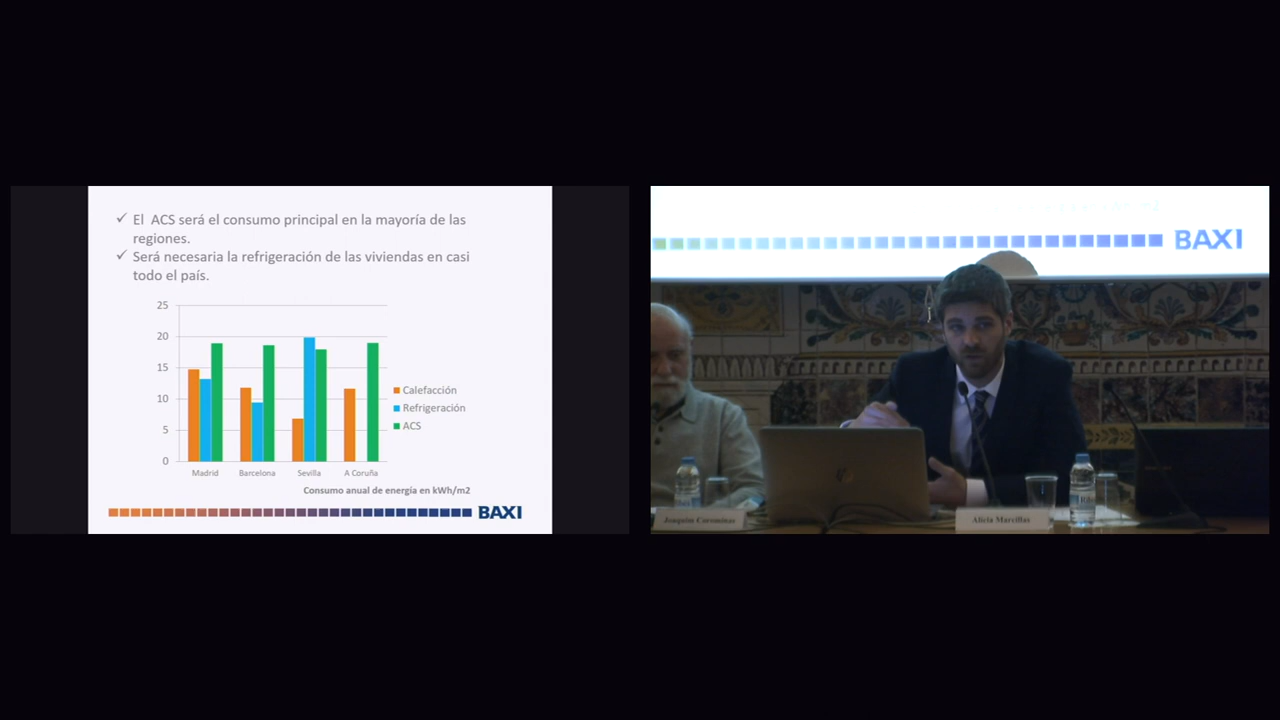 ✓ El ACS será el consumo principal en la mayoría de las
regiones.
✓ Será necesaria la refrigeración de las viviendas en casi
todo el país.
25
20
15
10
5
0
Calefacción
Refrigeración
ACS
Madrid Barcelona Sevilla A Coruña
Consumo anual de energía en kWh/m2
BAXI
BAXI
Joaquim Coromines
Alicia Marcillas